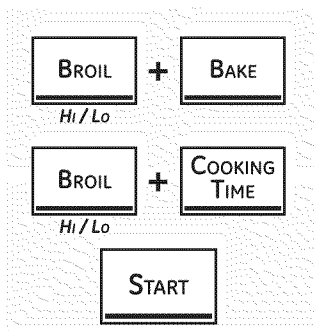 BROIL + BAKE
HI / LO
BROIL + COOKING TIME
HI / LO
START